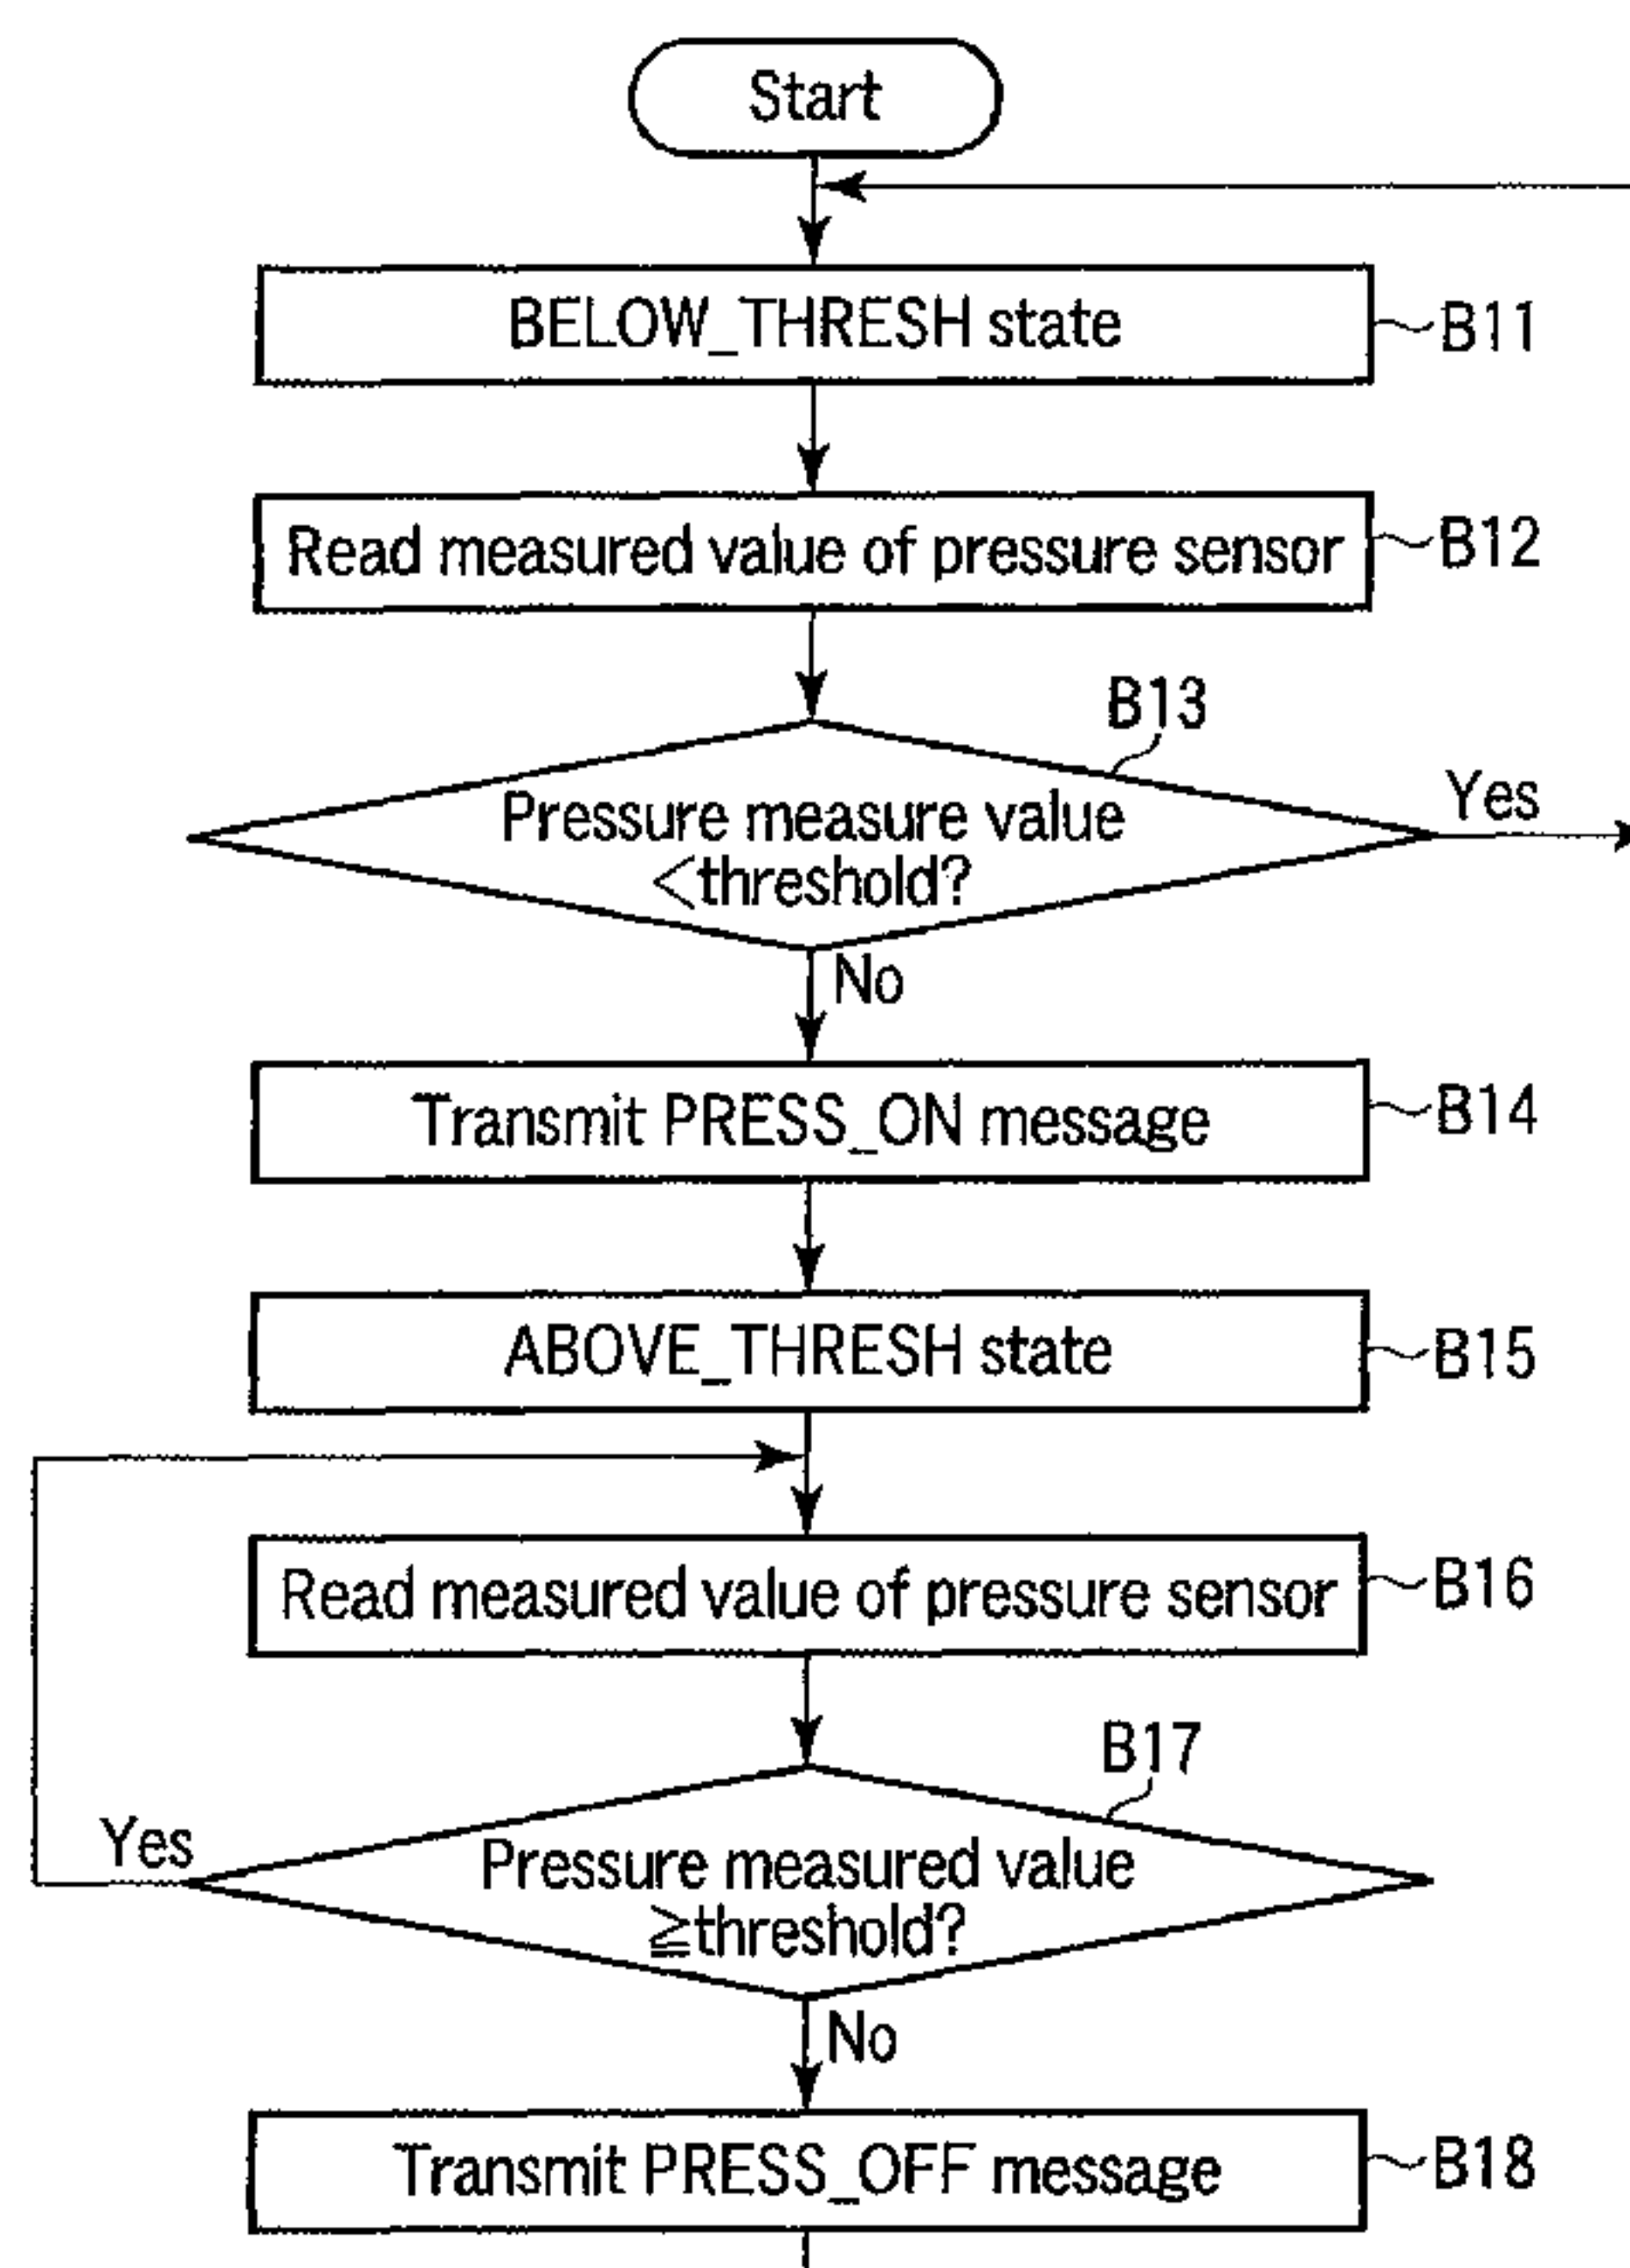 Start
BELOW_THRESH state
B11
Read measured value of pressure sensor
B12
B13
Pressure measure value
<threshold?
Yes
No
Transmit PRESS_ON message
B14
ABOVE_THRESH state
B15
Read measured value of pressure sensor
B16
B17
Yes
Pressure measured value
≧threshold?
No
Transmit PRESS_OFF message
B18